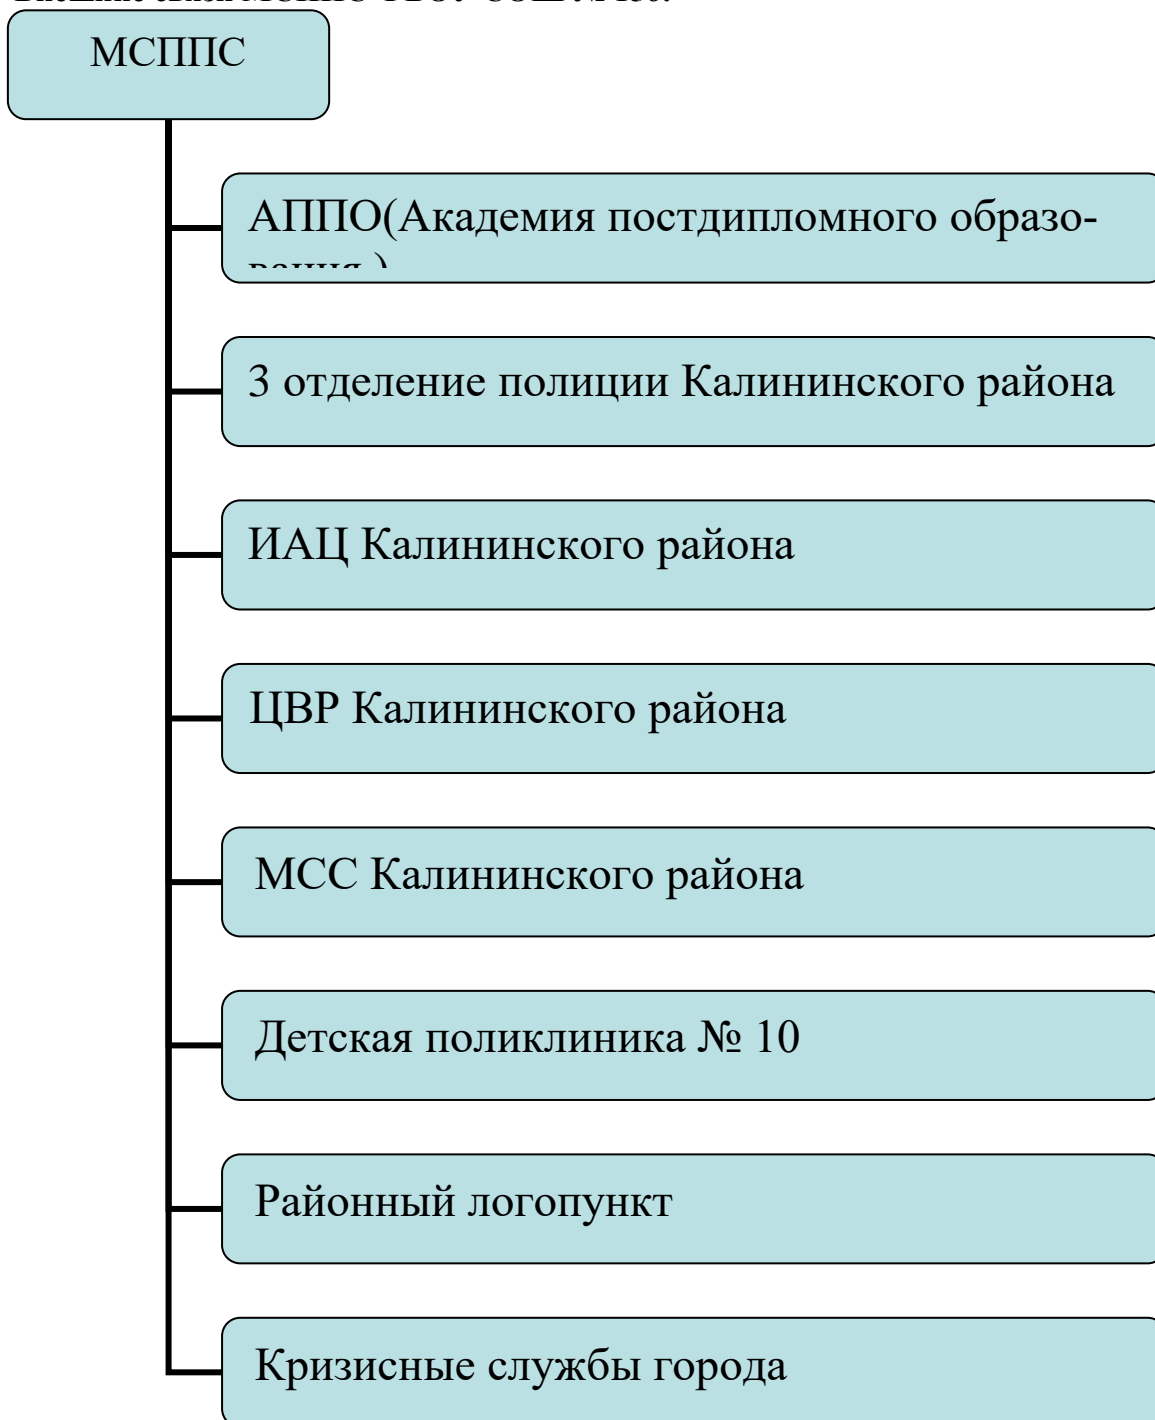 МСППС
АППО(Академия постдипломного образо-
вания )
3 отделение полиции Калининского района
ИАЦ Калининского района
ЦВР Калининского района
МСС Калининского района
Детская поликлиника № 10
Районный логопункт
Кризисные службы города